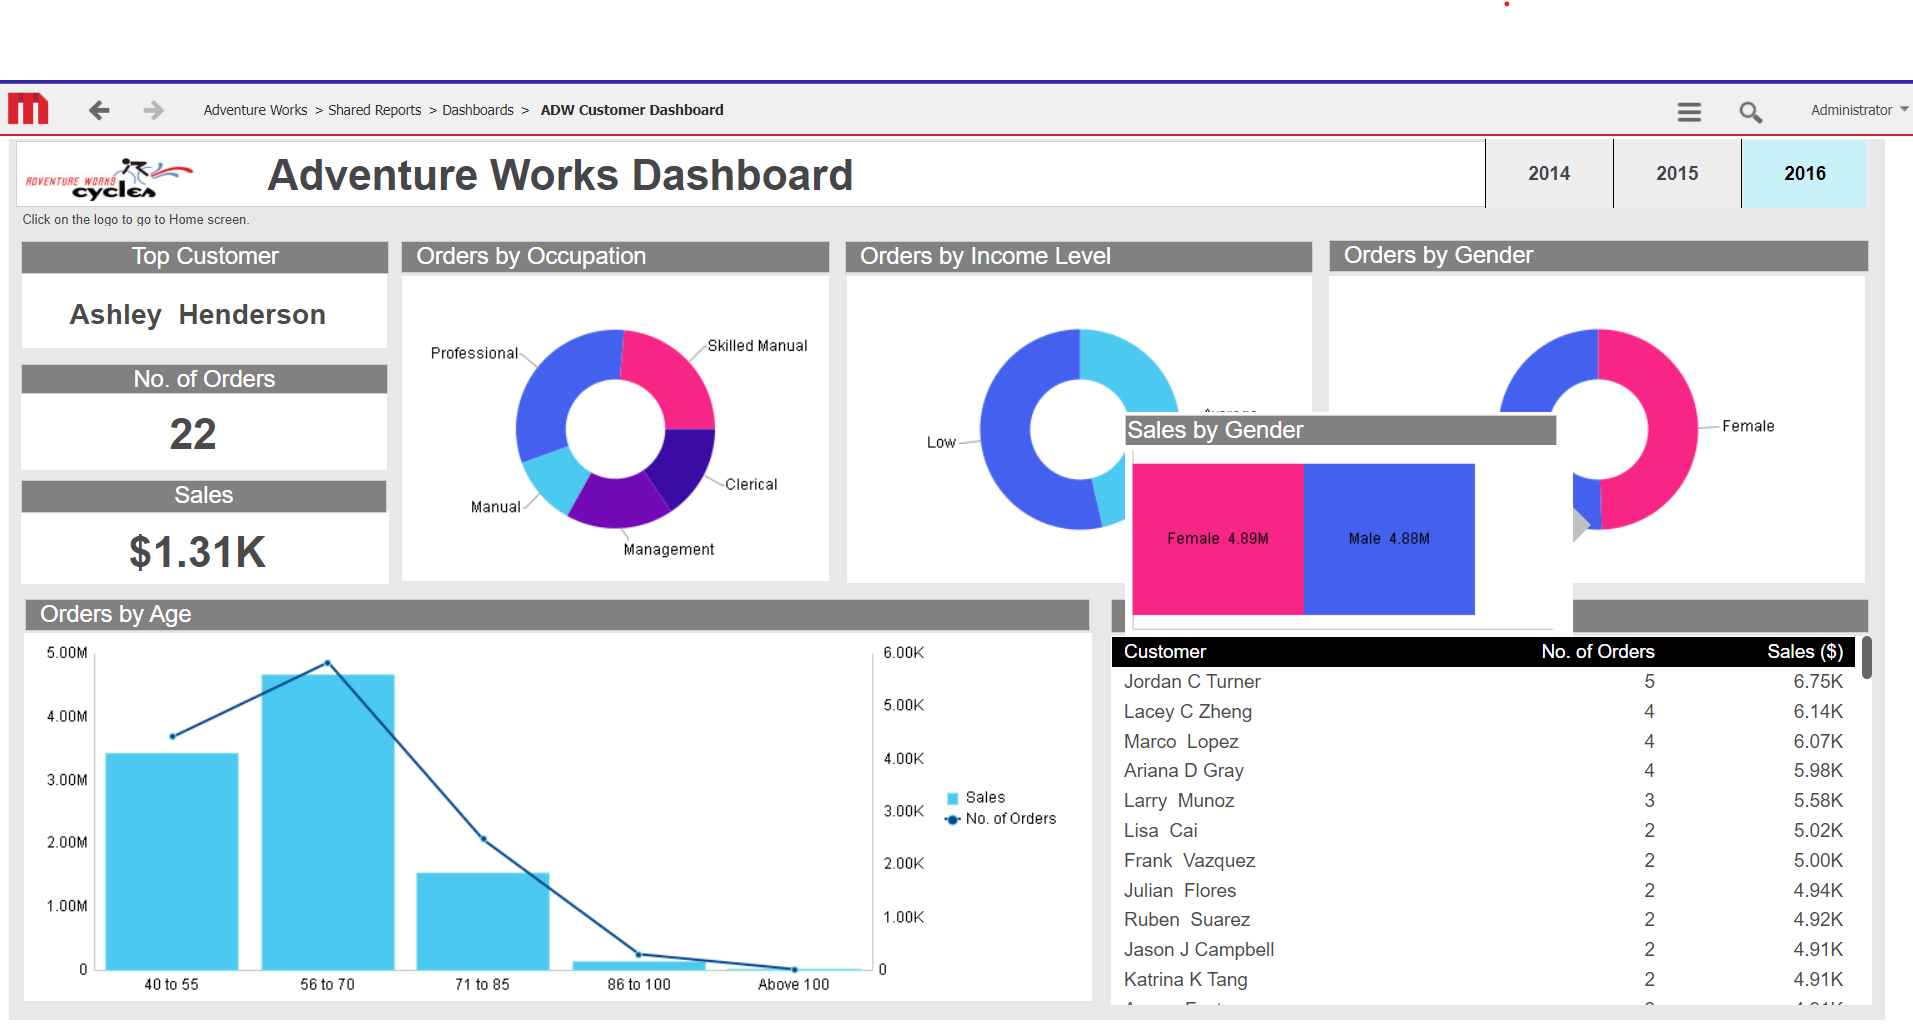 Adventure Works > Shared Reports > Dashboards > ADW Customer Dashboard
Administrator
ADVENTURE WORKS
cycles
Adventure Works Dashboard
2014
2015
2016
Click on the logo to go to Home screen.
Top Customer
Ashley Henderson
No. of Orders
22
Sales
$1.31K
Orders by Occupation
Professional
Skilled Manual
Clerical
Manual
Management
Orders by Income Level
Low
Orders by Gender
Female
Sales by Gender
Female 4.89M
Male 4.88M
Orders by Age
5.00M
4.00M
3.00M
2.00M
1.00M
0
6.00K
5.00K
4.00K
3.00K
2.00K
1.00K
0
40 to 55
56 to 70
71 to 85
86 to 100
Above 100
Sales
No. of Orders
Customer No. of Orders Sales ($)
Jordan C Turner 5 6.75K
Lacey C Zheng 4 6.14K
Marco Lopez 4 6.07K
Ariana D Gray 4 5.98K
Larry Munoz 3 5.58K
Lisa Cai 2 5.02K
Frank Vazquez 2 5.00K
Julian Flores 2 4.94K
Ruben Suarez 2 4.92K
Jason J Campbell 2 4.91K
Katrina K Tang 2 4.91K